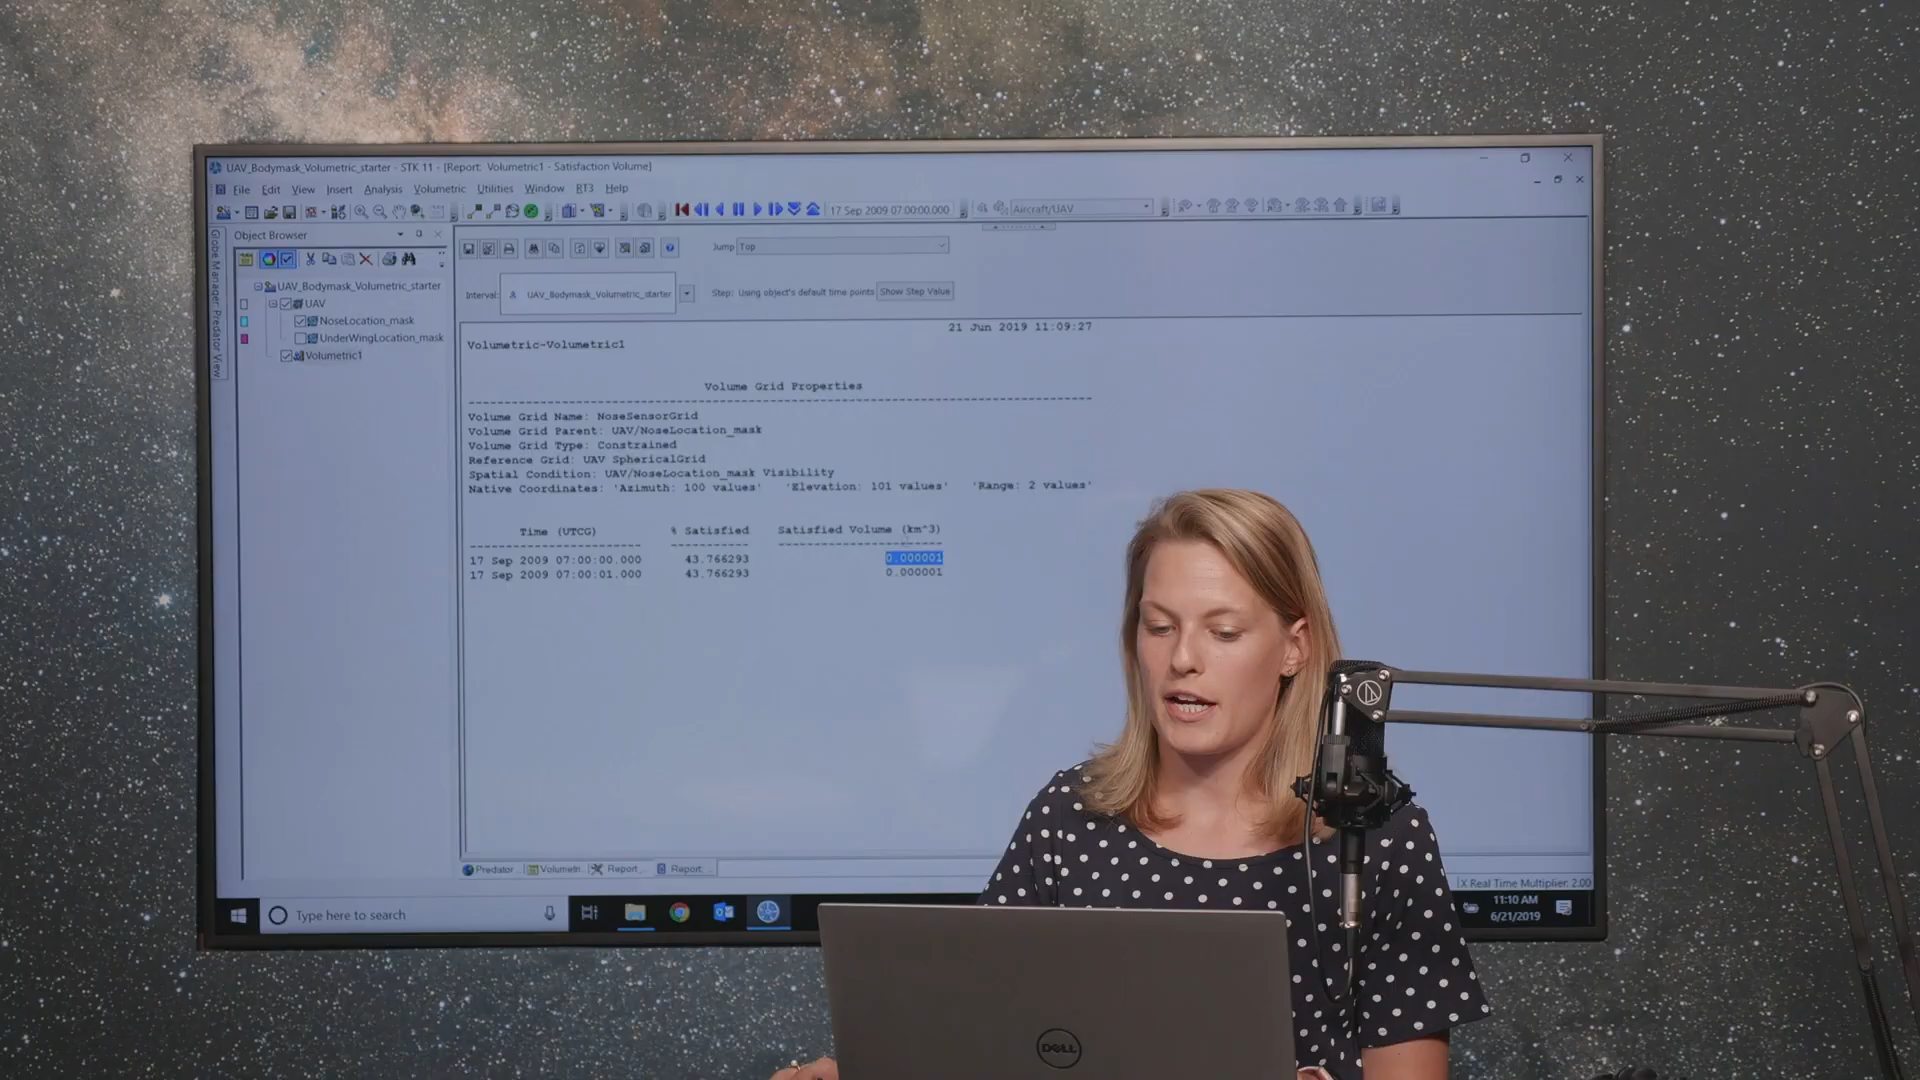 UAV_Bodymask_Volumetric_starter - STK 11 - [Report: Volumetric1 - Satisfaction Volume]
File Edit View Insert Analysis Volumetric Utilities Window RT3 Help
17 Sep 2009 07:00:00.000
Aircraft/UAV
Globe Manager: Predator View
Object Browser
UAV_Bodymask_Volumetric_starter
UAV
NoseLocation_mask
UnderWingLocation_mask
Volumetric1
Jump Top
Interval: UAV_Bodymask_Volumetric_starter Step: Using object's default time points Show Step Value
21 Jun 2019 11:09:27
Volumetric-Volumetric1
Volume Grid Properties
Volume Grid Name: NoseSensorGrid
Volume Grid Parent: UAV/NoseLocation_mask
Volume Grid Type: Constrained
Reference Grid: UAV SphericalGrid
Spatial Condition: UAV/NoseLocation_mask Visibility
Native Coordinates: 'Azimuth: 100 values' 'Elevation: 101 values' 'Range: 2 values'
Time (UTCG) % Satisfied Satisfied Volume (km^3)
17 Sep 2009 07:00:00.000 43.766293 0.000001
17 Sep 2009 07:00:01.000 43.766293 0.000001
Predator... Volumetri... Report... Report:...
X Real Time Multiplier: 2.00
Type here to search
11:10 AM
6/21/2019
DELL